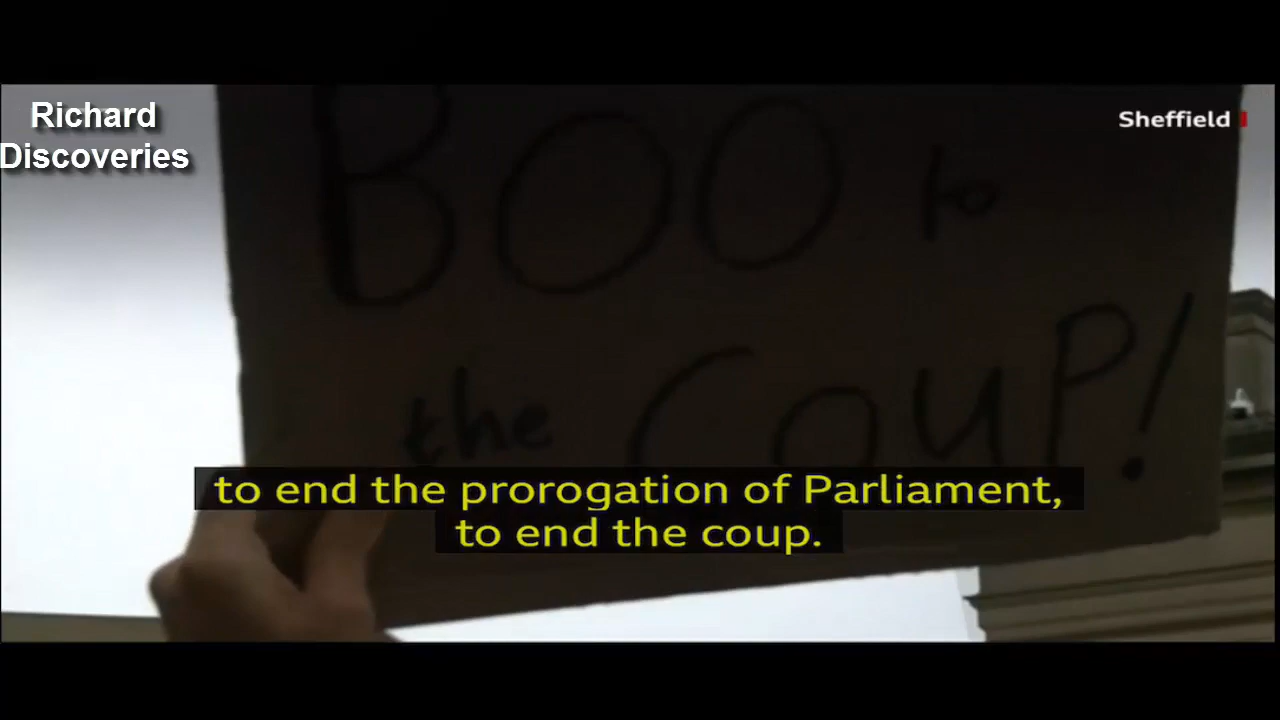 Richard
Discoveries
Sheffield
BOO to
the COUP!
to end the prorogation of Parliament,
to end the coup.